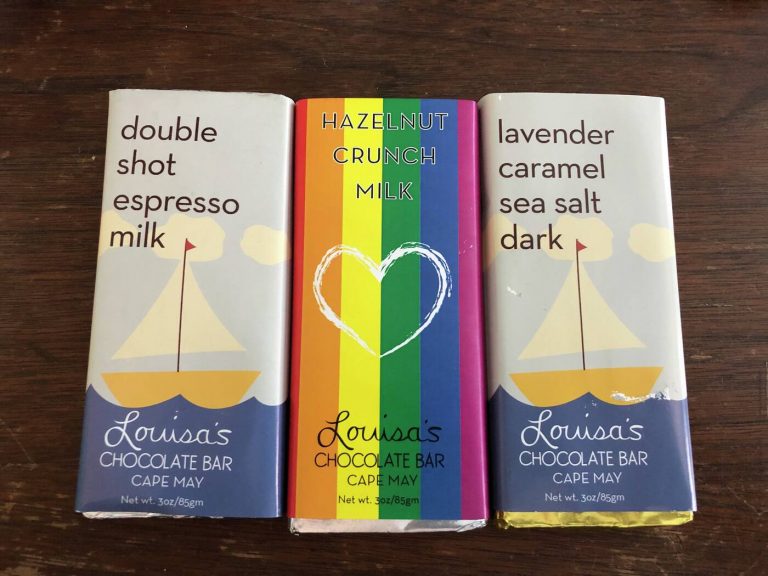 double
shot
espresso
milk
Louisa's
CHOCOLATE BAR
CAPE MAY
Net wt. 3oz/85gm
HAZELNUT
CRUNCH
MILK
Louisa's
CHOCOLATE BAR
CAPE MAY
Net wt. 3oz/85gm
lavender
caramel
sea salt
dark
Louisa's
CHOCOLATE BAR
CAPE MAY
Net wt. 3oz/85gm